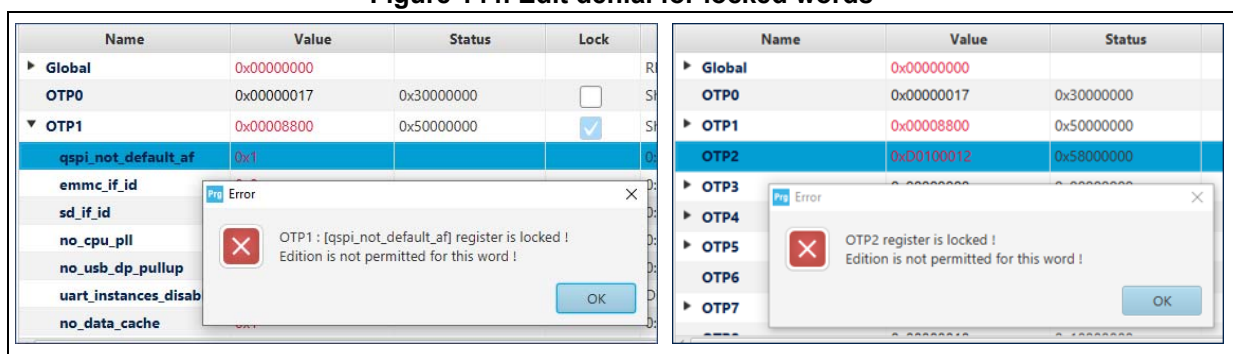 Name Value Status Lock
Global 0x00000000
OTP0 0x00000017 0x30000000
OTP1 0x00008800 0x50000000
qspi_not_default_af 0x1
emmc_if_id
sd_if_id
no_cpu_pll
no_usb_dp_pullup
uart_instances_disab
no_data_cache
Prg Error
OTP1 : [qspi_not_default_af] register is locked !
Edition is not permitted for this word !
OK
Name Value Status
Global 0x00000000
OTP0 0x00000017 0x30000000
OTP1 0x00008800 0x50000000
OTP2 0xD0100012 0x58000000
OTP3
OTP4
OTP5
OTP6
OTP7
Prg Error
OTP2 register is locked !
Edition is not permitted for this word !
OK